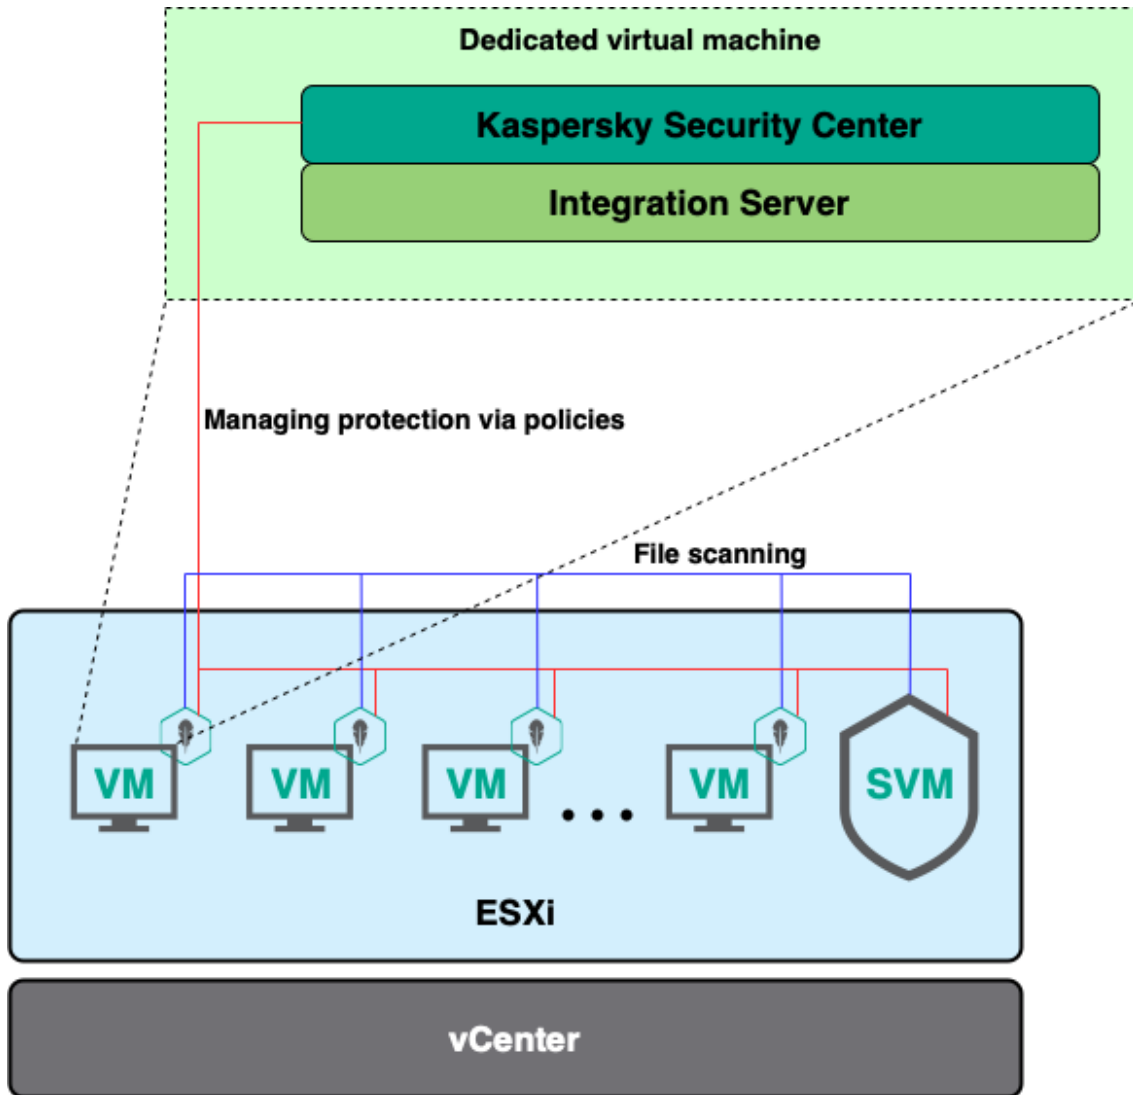 Dedicated virtual machine
Kaspersky Security Center
Integration Server
Managing protection via policies
File scanning
VM
VM
VM
VM
SVM
ESXi
vCenter